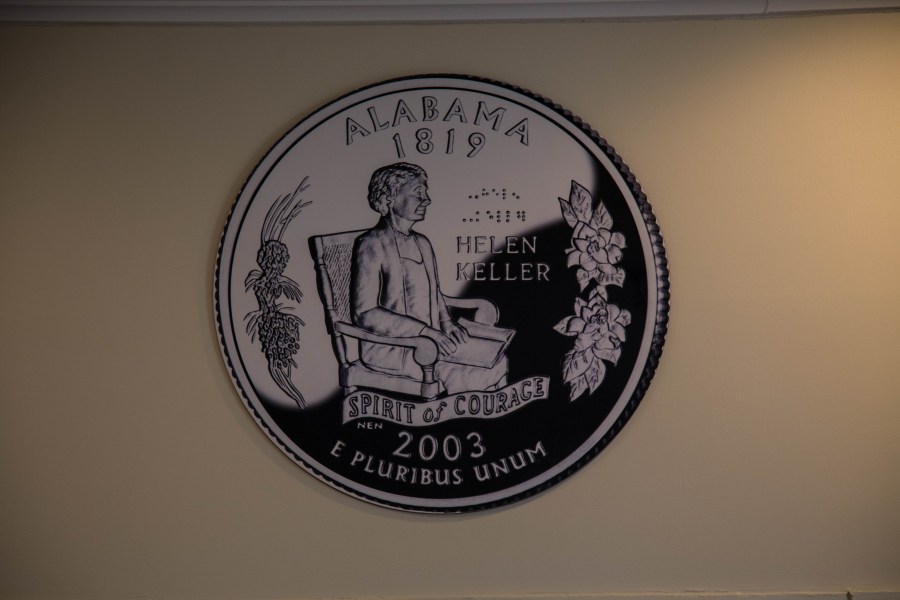 ALABAMA
1819
HELEN
KELLER
SPIRIT of COURAGE
NEN
2003
E PLURIBUS UNUM